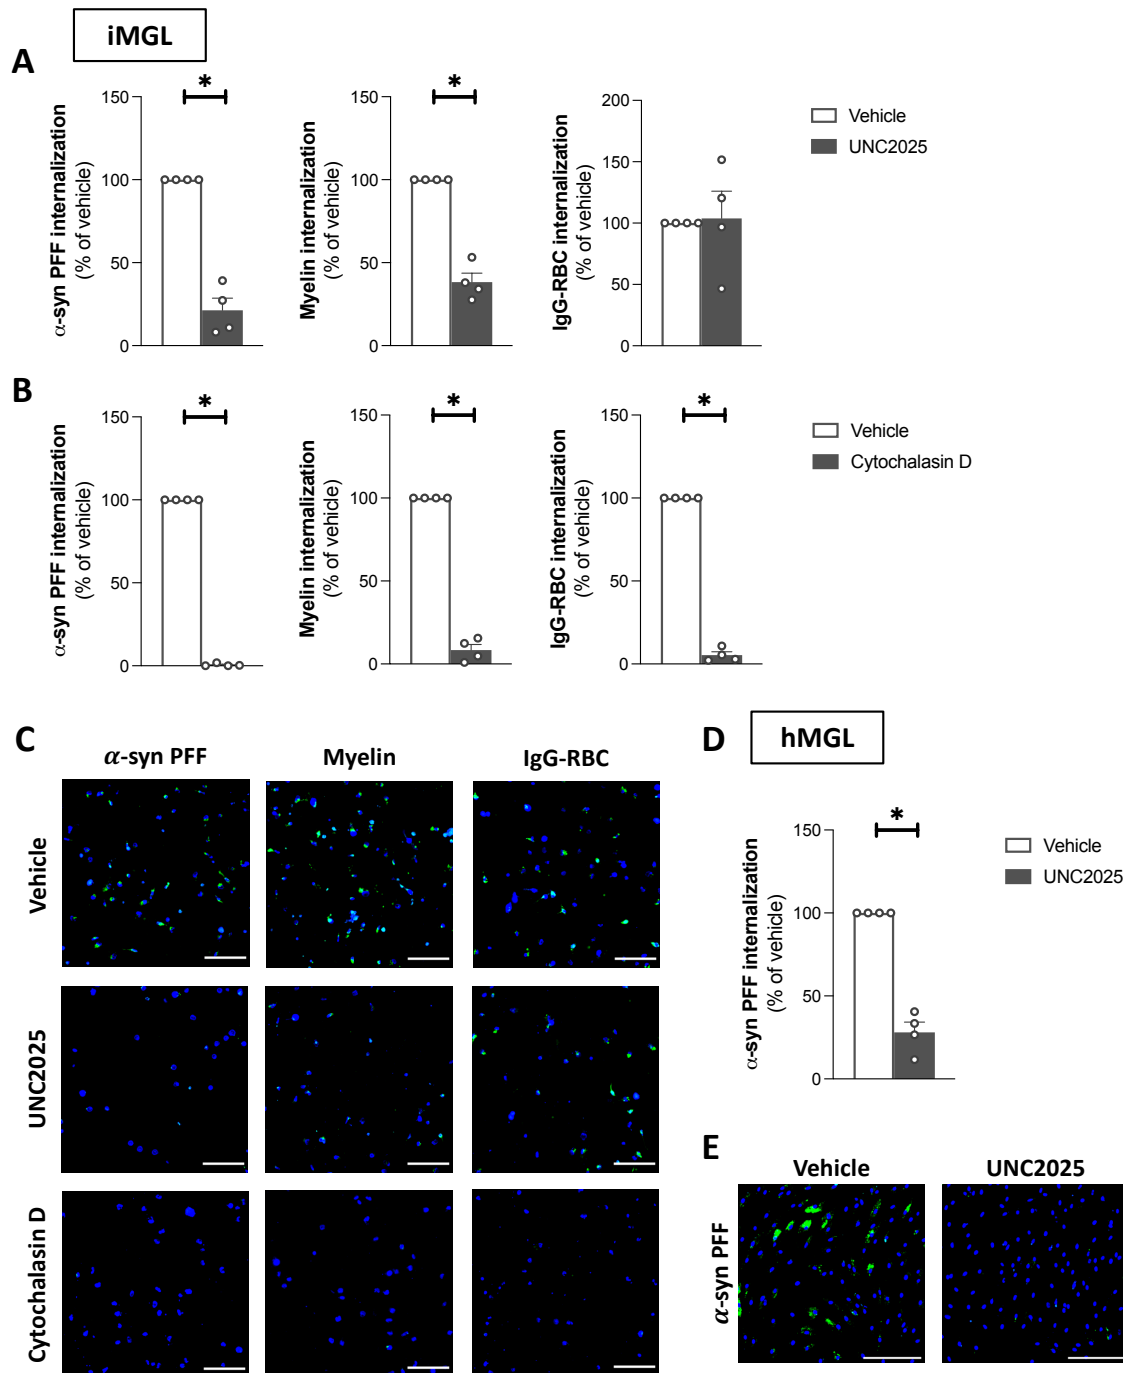 iMGL
A
α-syn PFF internalization
(% of vehicle)
150
100
50
0
*
Myelin internalization
(% of vehicle)
150
100
50
0
*
IgG-RBC internalization
(% of vehicle)
200
150
100
50
0
Vehicle
UNC2025
B
α-syn PFF internalization
(% of vehicle)
150
100
50
0
*
Myelin internalization
(% of vehicle)
150
100
50
0
*
IgG-RBC internalization
(% of vehicle)
150
100
50
0
*
Vehicle
Cytochalasin D
C
α-syn PFF
Myelin
IgG-RBC
Vehicle
UNC2025
Cytochalasin D
D
hMGL
α-syn PFF internalization
(% of vehicle)
150
100
50
0
*
Vehicle
UNC2025
E
Vehicle
UNC2025
α-syn PFF